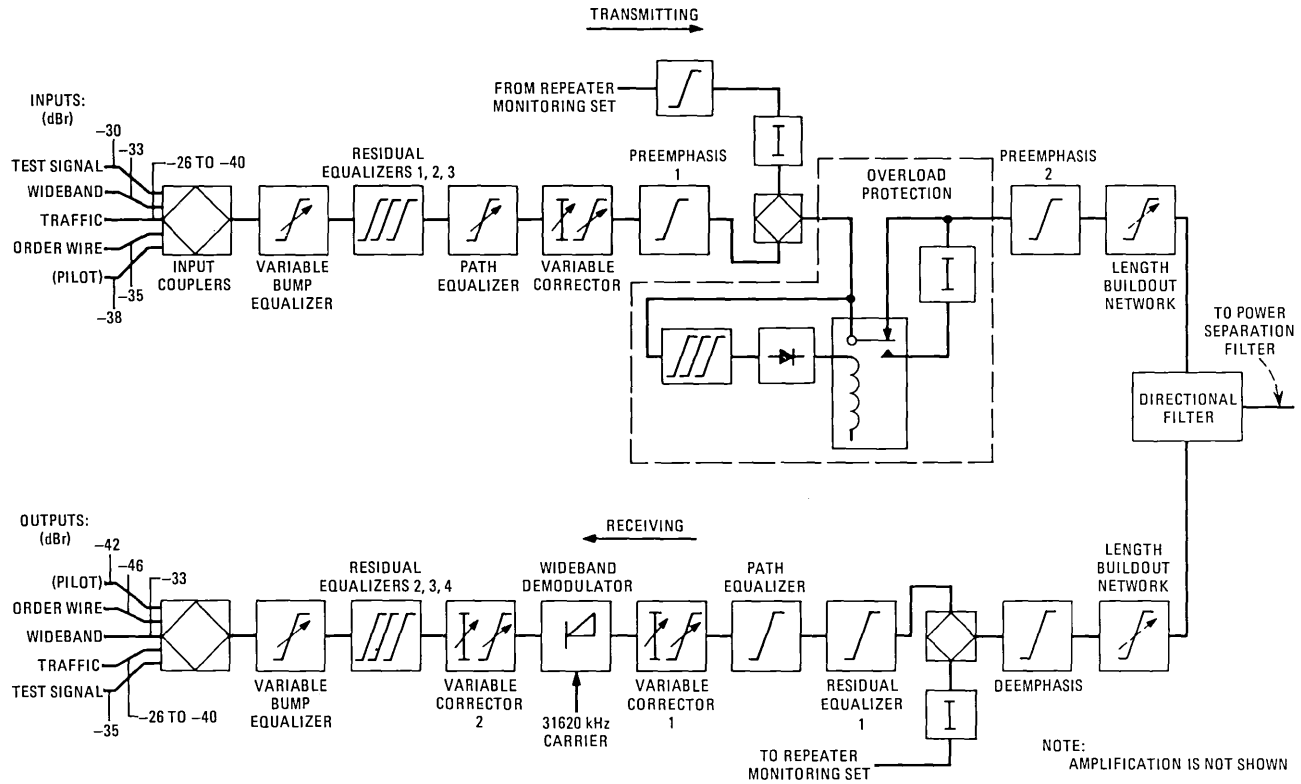 TRANSMITTING
FROM REPEATER
MONITORING SET
INPUTS:
(dBr)
-30
-33
-26 TO -40
TEST SIGNAL
WIDEBAND
TRAFFIC
ORDER WIRE
(PILOT)
-35
-38
INPUT
COUPLERS
VARIABLE
BUMP
EQUALIZER
RESIDUAL
EQUALIZERS 1, 2, 3
PATH
EQUALIZER
VARIABLE
CORRECTOR
PREEMPHASIS
1
OVERLOAD
PROTECTION
PREEMPHASIS
2
LENGTH
BUILDOUT
NETWORK
TO POWER
SEPARATION
FILTER
DIRECTIONAL
FILTER
OUTPUTS:
(dBr)
-42
-46
-33
(PILOT)
ORDER WIRE
WIDEBAND
TRAFFIC
TEST SIGNAL
-35
-26 TO -40
VARIABLE
BUMP
EQUALIZER
RESIDUAL
EQUALIZERS 2, 3, 4
VARIABLE
CORRECTOR
2
RECEIVING
WIDEBAND
DEMODULATOR
31620 kHz
CARRIER
VARIABLE
CORRECTOR
1
PATH
EQUALIZER
RESIDUAL
EQUALIZER
1
TO REPEATER
MONITORING SET
DEEMPHASIS
LENGTH
BUILDOUT
NETWORK
NOTE:
AMPLIFICATION IS NOT SHOWN